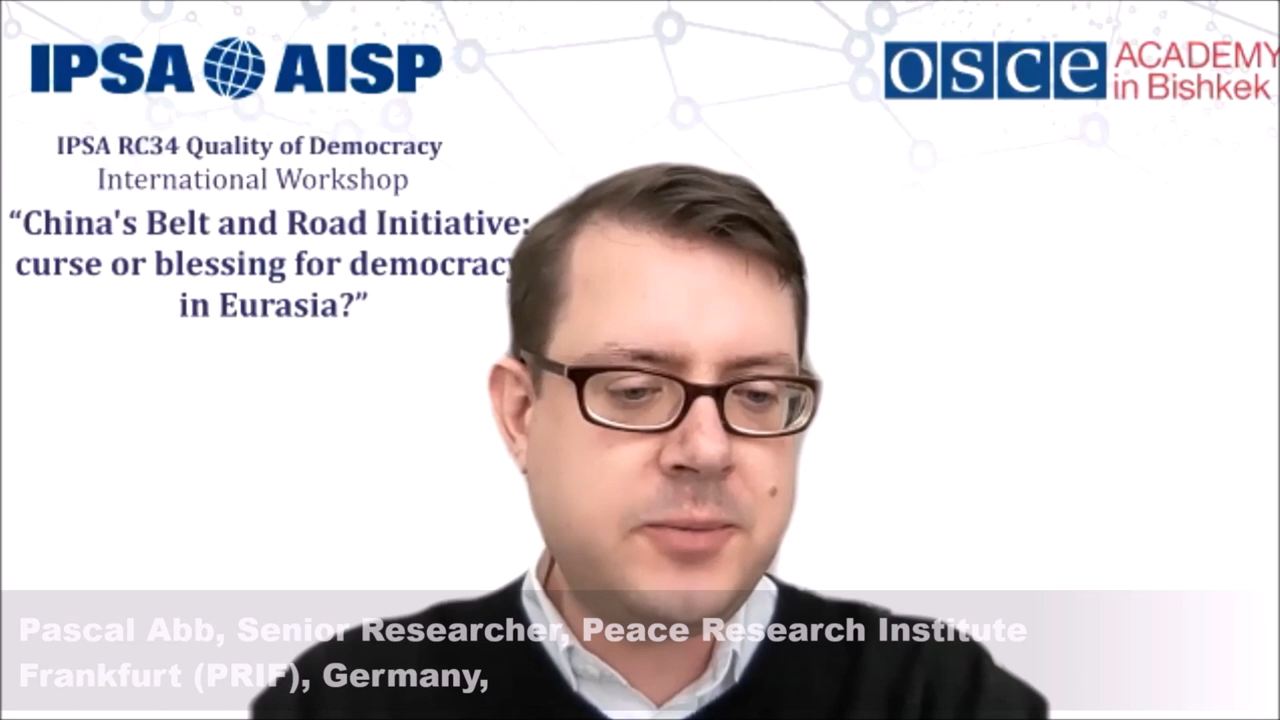 IPSA AISP
OSCE ACADEMY
in Bishkek
IPSA RC34 Quality of Democracy
International Workshop
“China's Belt and Road Initiative:
curse or blessing for democracy
in Eurasia?”
Pascal Abb, Senior Researcher, Peace Research Institute
Frankfurt (PRIF), Germany,